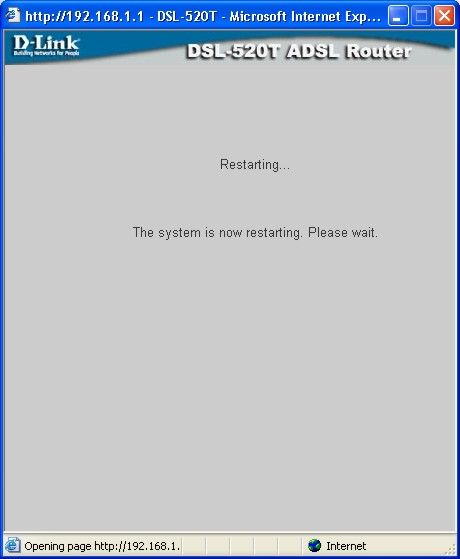 http://192.168.1.1 - DSL-520T - Microsoft Internet Exp...
D-Link
Building Networks for People
DSL-520T ADSL Router
Restarting...
The system is now restarting. Please wait.
Opening page http://192.168.1.
Internet